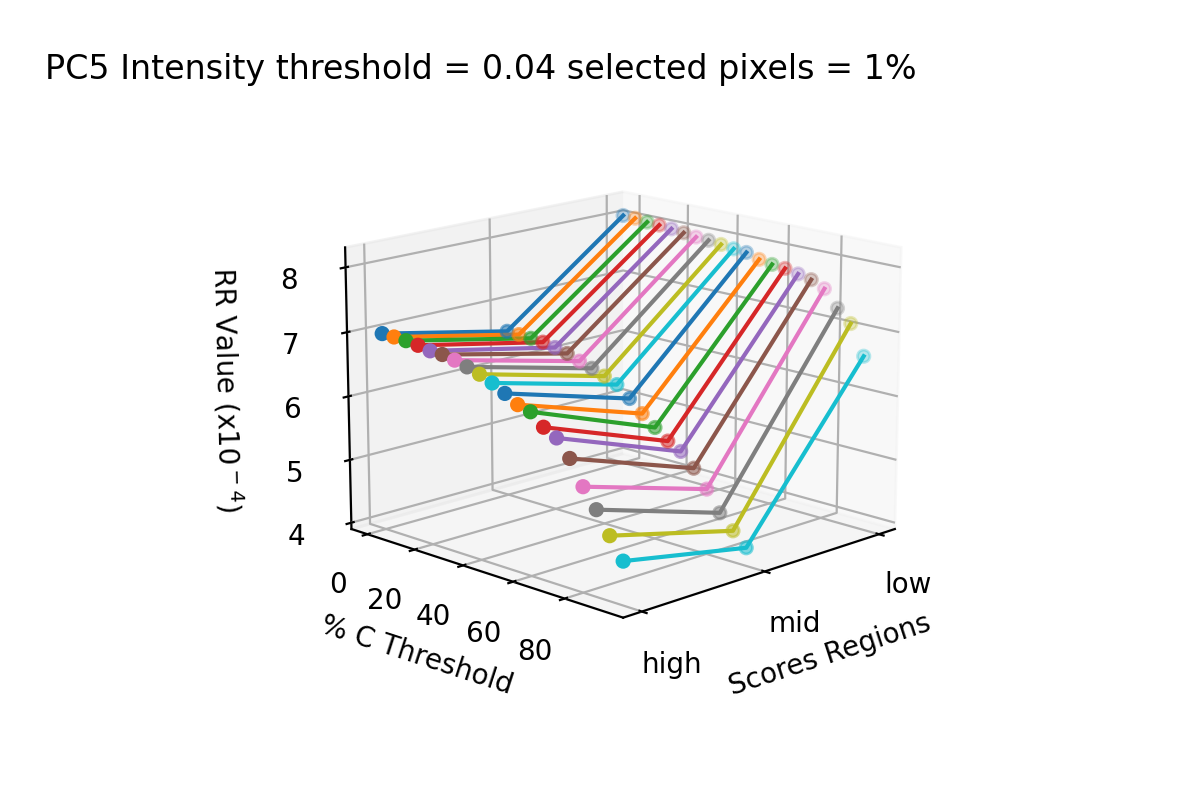 PC5 Intensity threshold = 0.04 selected pixels = 1%
8
7
6
5
4
RR Value (x10⁻⁴)
0
20
40
60
80
% C Threshold
high
mid
low
Scores Regions